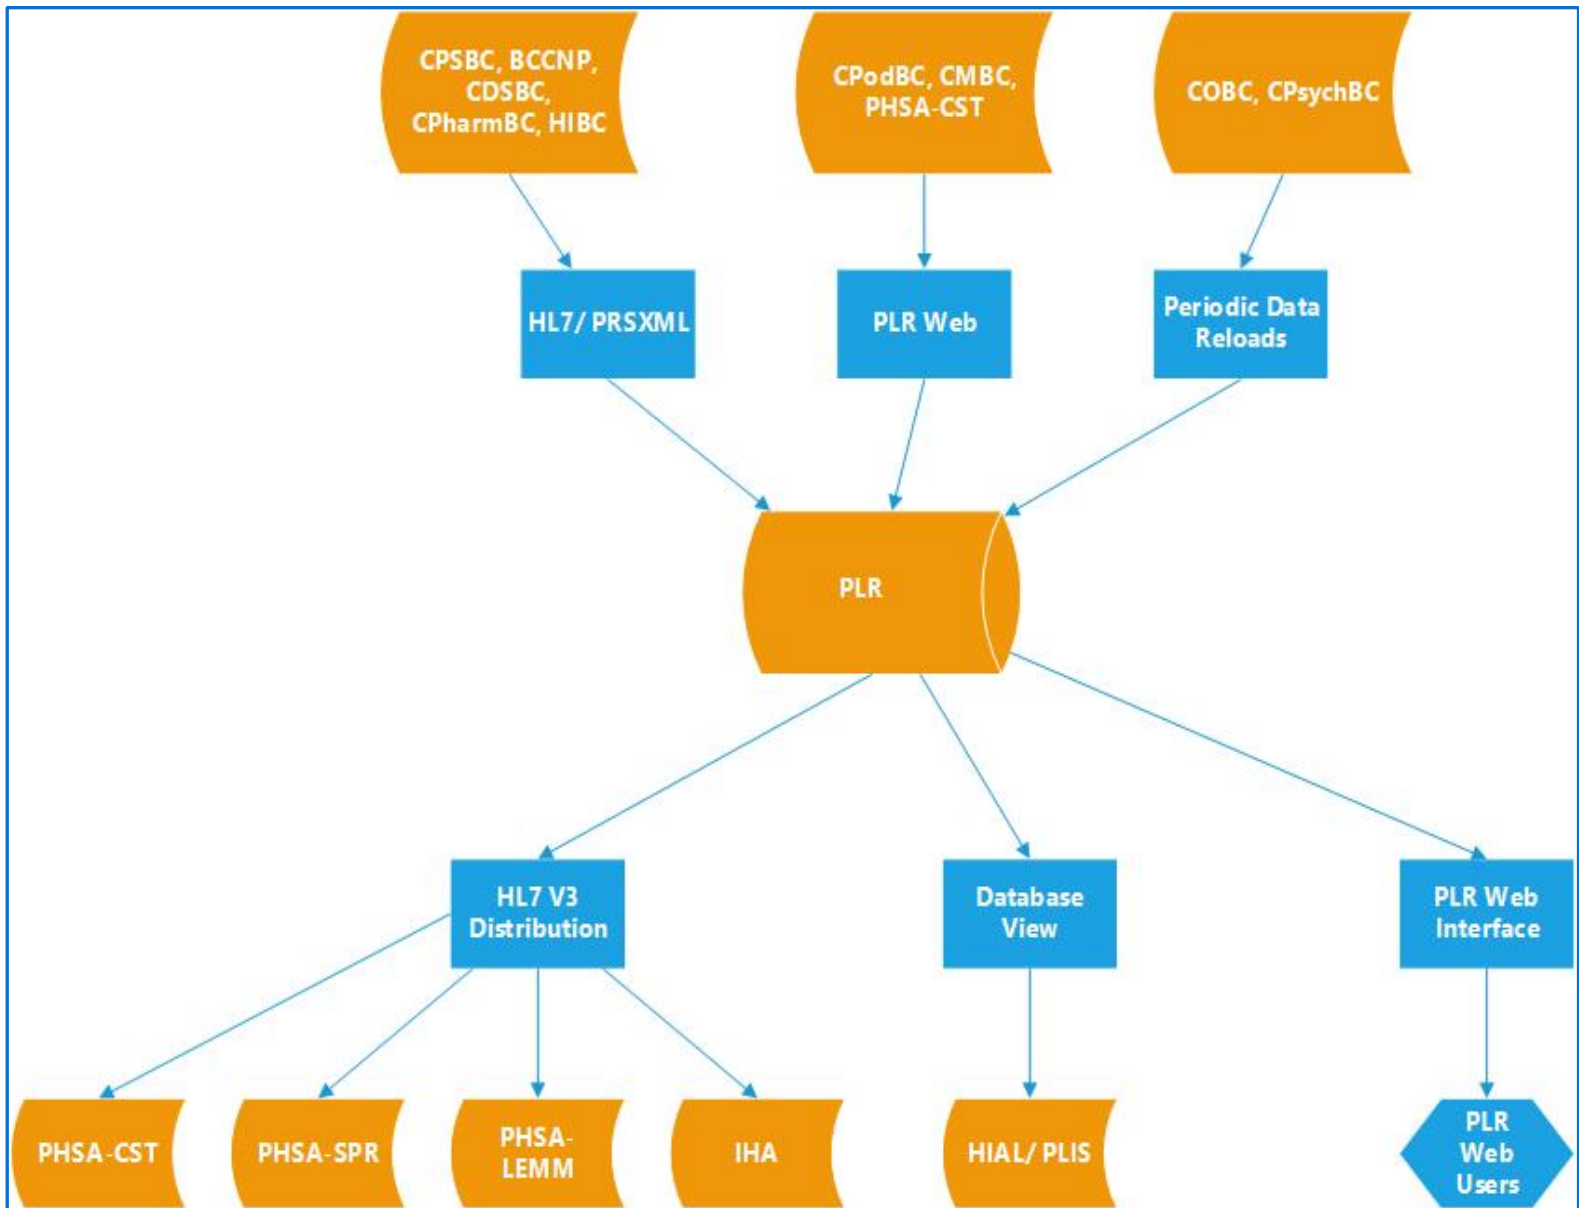 CPSBC, BCCNP,
CDSBC,
CPharmBC, HIBC
CPodBC, CMBC,
PHSA-CST
COBC, CPsychBC
HL7/ PRSXML
PLR Web
Periodic Data
Reloads
PLR
HL7 V3
Distribution
Database
View
PLR Web
Interface
PHSA-CST
PHSA-SPR
PHSA-
LEMM
IHA
HIAL/ PLIS
PLR
Web
Users